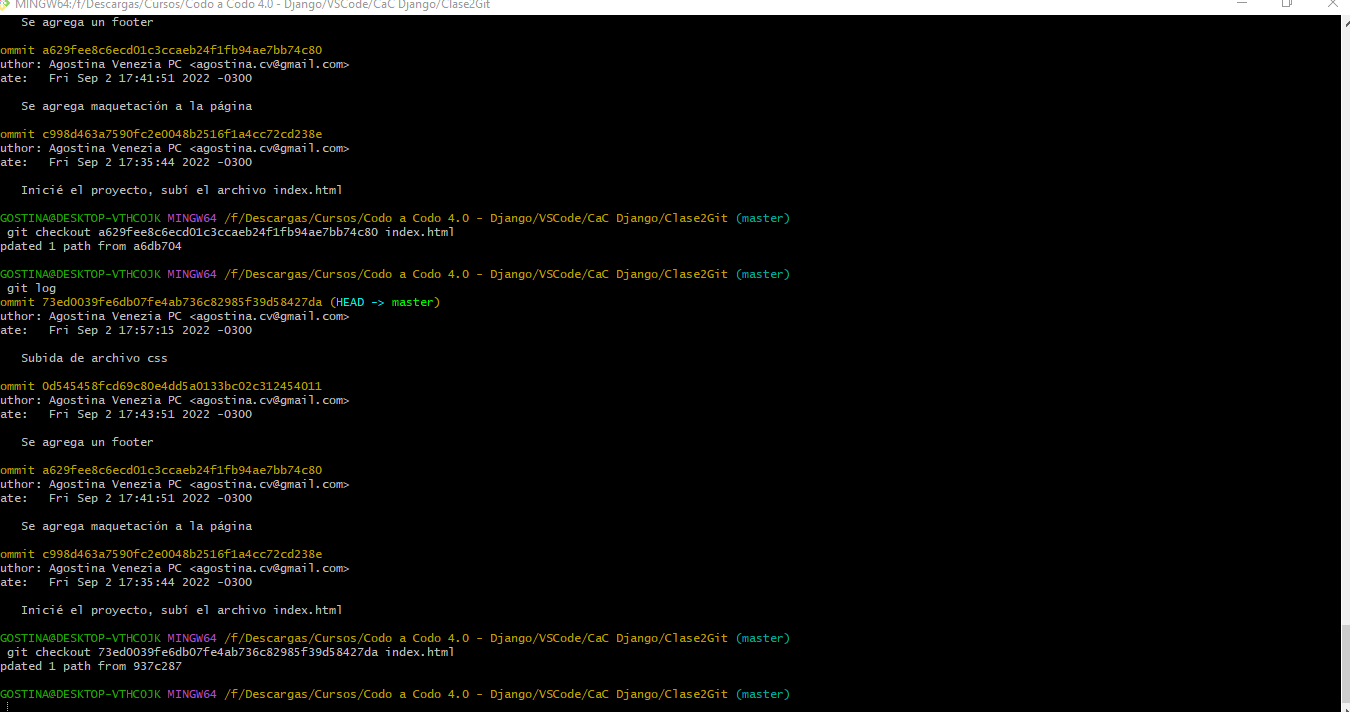 MINGW64:/f/Descargas/Cursos/Codo a Codo 4.0 - Django/VSCode/CaC Django/Clase2Git
Se agrega un footer
ommit a629fee8c6ecd01c3ccaeb24f1fb94ae7bb74c80
uthor: Agostina Venezia PC <agostina.cv@gmail.com>
ate:   Fri Sep 2 17:41:51 2022 -0300
Se agrega maquetación a la página
ommit c998d463a7590fc2e0048b2516f1a4cc72cd238e
uthor: Agostina Venezia PC <agostina.cv@gmail.com>
ate:   Fri Sep 2 17:35:44 2022 -0300
Inicié el proyecto, subí el archivo index.html
GOSTINA@DESKTOP-VTHCOJK MINGW64 /f/Descargas/Cursos/Codo a Codo 4.0 - Django/VSCode/CaC Django/Clase2Git (master)
git checkout a629fee8c6ecd01c3ccaeb24f1fb94ae7bb74c80 index.html
pdated 1 path from a6db704
GOSTINA@DESKTOP-VTHCOJK MINGW64 /f/Descargas/Cursos/Codo a Codo 4.0 - Django/VSCode/CaC Django/Clase2Git (master)
git log
ommit 73ed0039fe6db07fe4ab736c82985f39d58427da (HEAD -> master)
uthor: Agostina Venezia PC <agostina.cv@gmail.com>
ate:   Fri Sep 2 17:57:15 2022 -0300
Subida de archivo css
ommit 0d545458fcd69c80e4dd5a0133bc02c312454011
uthor: Agostina Venezia PC <agostina.cv@gmail.com>
ate:   Fri Sep 2 17:43:51 2022 -0300
Se agrega un footer
ommit a629fee8c6ecd01c3ccaeb24f1fb94ae7bb74c80
uthor: Agostina Venezia PC <agostina.cv@gmail.com>
ate:   Fri Sep 2 17:41:51 2022 -0300
Se agrega maquetación a la página
ommit c998d463a7590fc2e0048b2516f1a4cc72cd238e
uthor: Agostina Venezia PC <agostina.cv@gmail.com>
ate:   Fri Sep 2 17:35:44 2022 -0300
Inicié el proyecto, subí el archivo index.html
GOSTINA@DESKTOP-VTHCOJK MINGW64 /f/Descargas/Cursos/Codo a Codo 4.0 - Django/VSCode/CaC Django/Clase2Git (master)
git checkout 73ed0039fe6db07fe4ab736c82985f39d58427da index.html
pdated 1 path from 937c287
GOSTINA@DESKTOP-VTHCOJK MINGW64 /f/Descargas/Cursos/Codo a Codo 4.0 - Django/VSCode/CaC Django/Clase2Git (master)